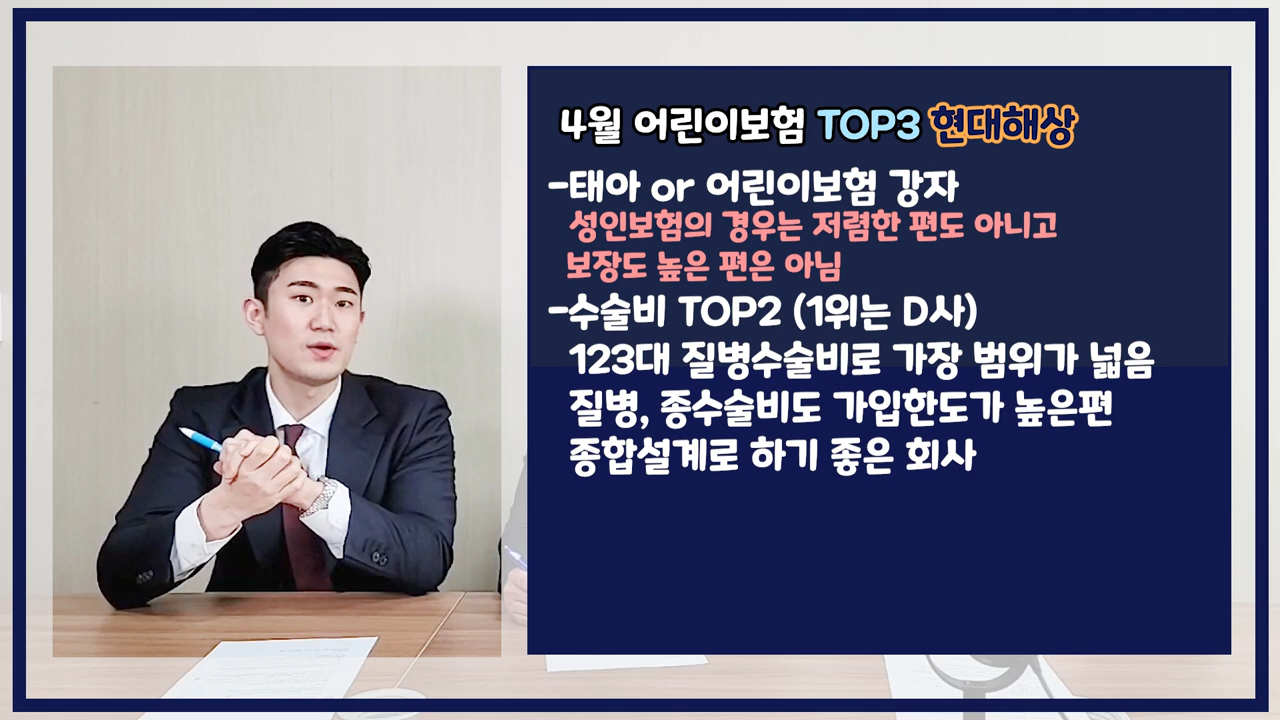 4월 어린이보험 TOP3 현대해상
-태아 or 어린이보험 강자
성인보험의 경우는 저렴한 편도 아니고
보장도 높은 편은 아님
-수술비 TOP2 (1위는 D사)
123대 질병수술비로 가장 범위가 넓음
질병, 종수술비도 가입한도가 높은편
종합설계로 하기 좋은 회사